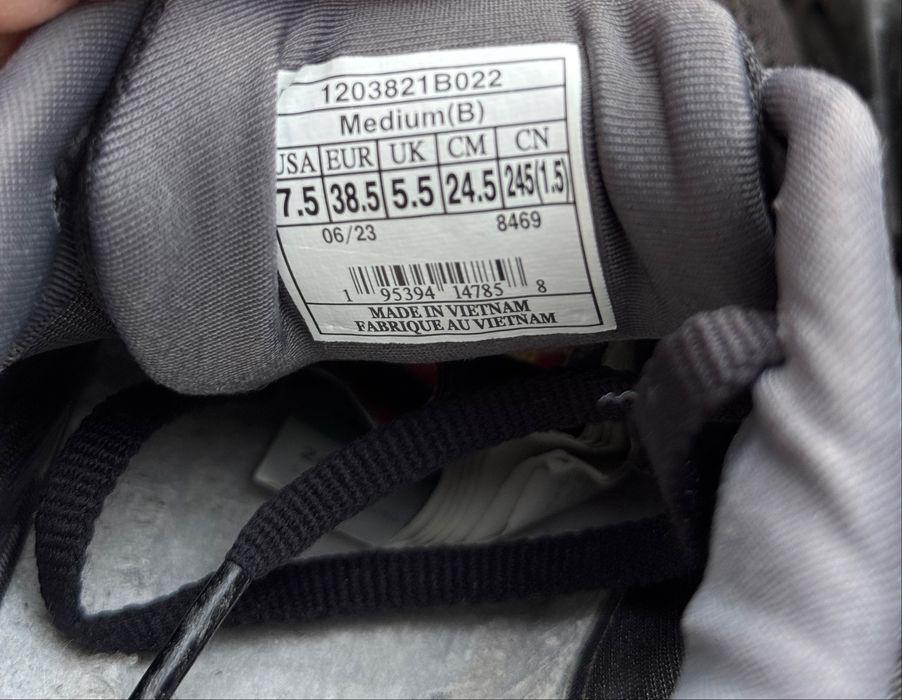 1203821B022
Medium(B)
USA EUR UK CM CN
7.5 38.5 5.5 24.5 245(1.5)
06/23 8469
1 95394 14785 8
MADE IN VIETNAM
FABRIQUE AU VIETNAM